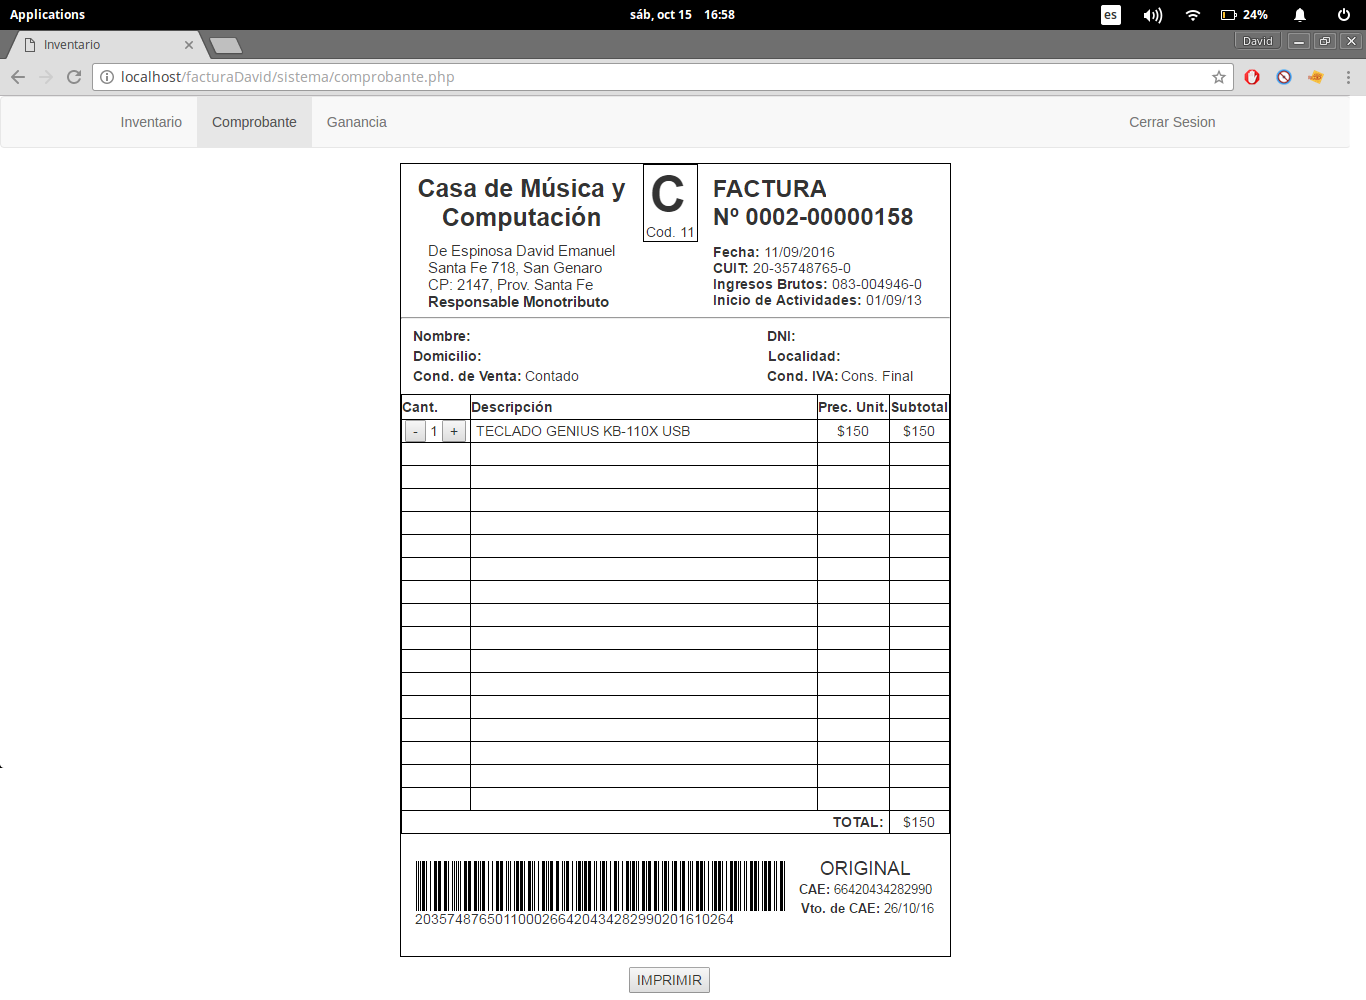 Applications
sáb, oct 15 16:58
es
24%
Inventario
David
localhost/facturaDavid/sistema/comprobante.php
Inventario
Comprobante
Ganancia
Cerrar Sesion
Casa de Música y
Computación
De Espinosa David Emanuel
Santa Fe 718, San Genaro
CP: 2147, Prov. Santa Fe
Responsable Monotributo
C
Cod. 11
FACTURA
Nº 0002-00000158
Fecha: 11/09/2016
CUIT: 20-35748765-0
Ingresos Brutos: 083-004946-0
Inicio de Actividades: 01/09/13
Nombre:
DNI:
Domicilio:
Localidad:
Cond. de Venta: Contado
Cond. IVA: Cons. Final
Cant. Descripción Prec. Unit. Subtotal
- 1 + TECLADO GENIUS KB-110X USB $150 $150
TOTAL: $150
2035748765011000266420434282990201610264
ORIGINAL
CAE: 66420434282990
Vto. de CAE: 26/10/16
IMPRIMIR